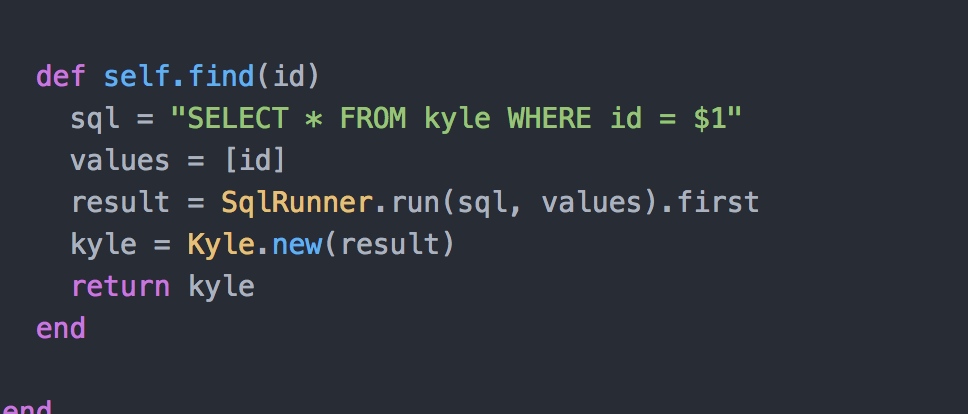 def self.find(id)
sql = "SELECT * FROM kyle WHERE id = $1"
values = [id]
result = SqlRunner.run(sql, values).first
kyle = Kyle.new(result)
return kyle
end
end